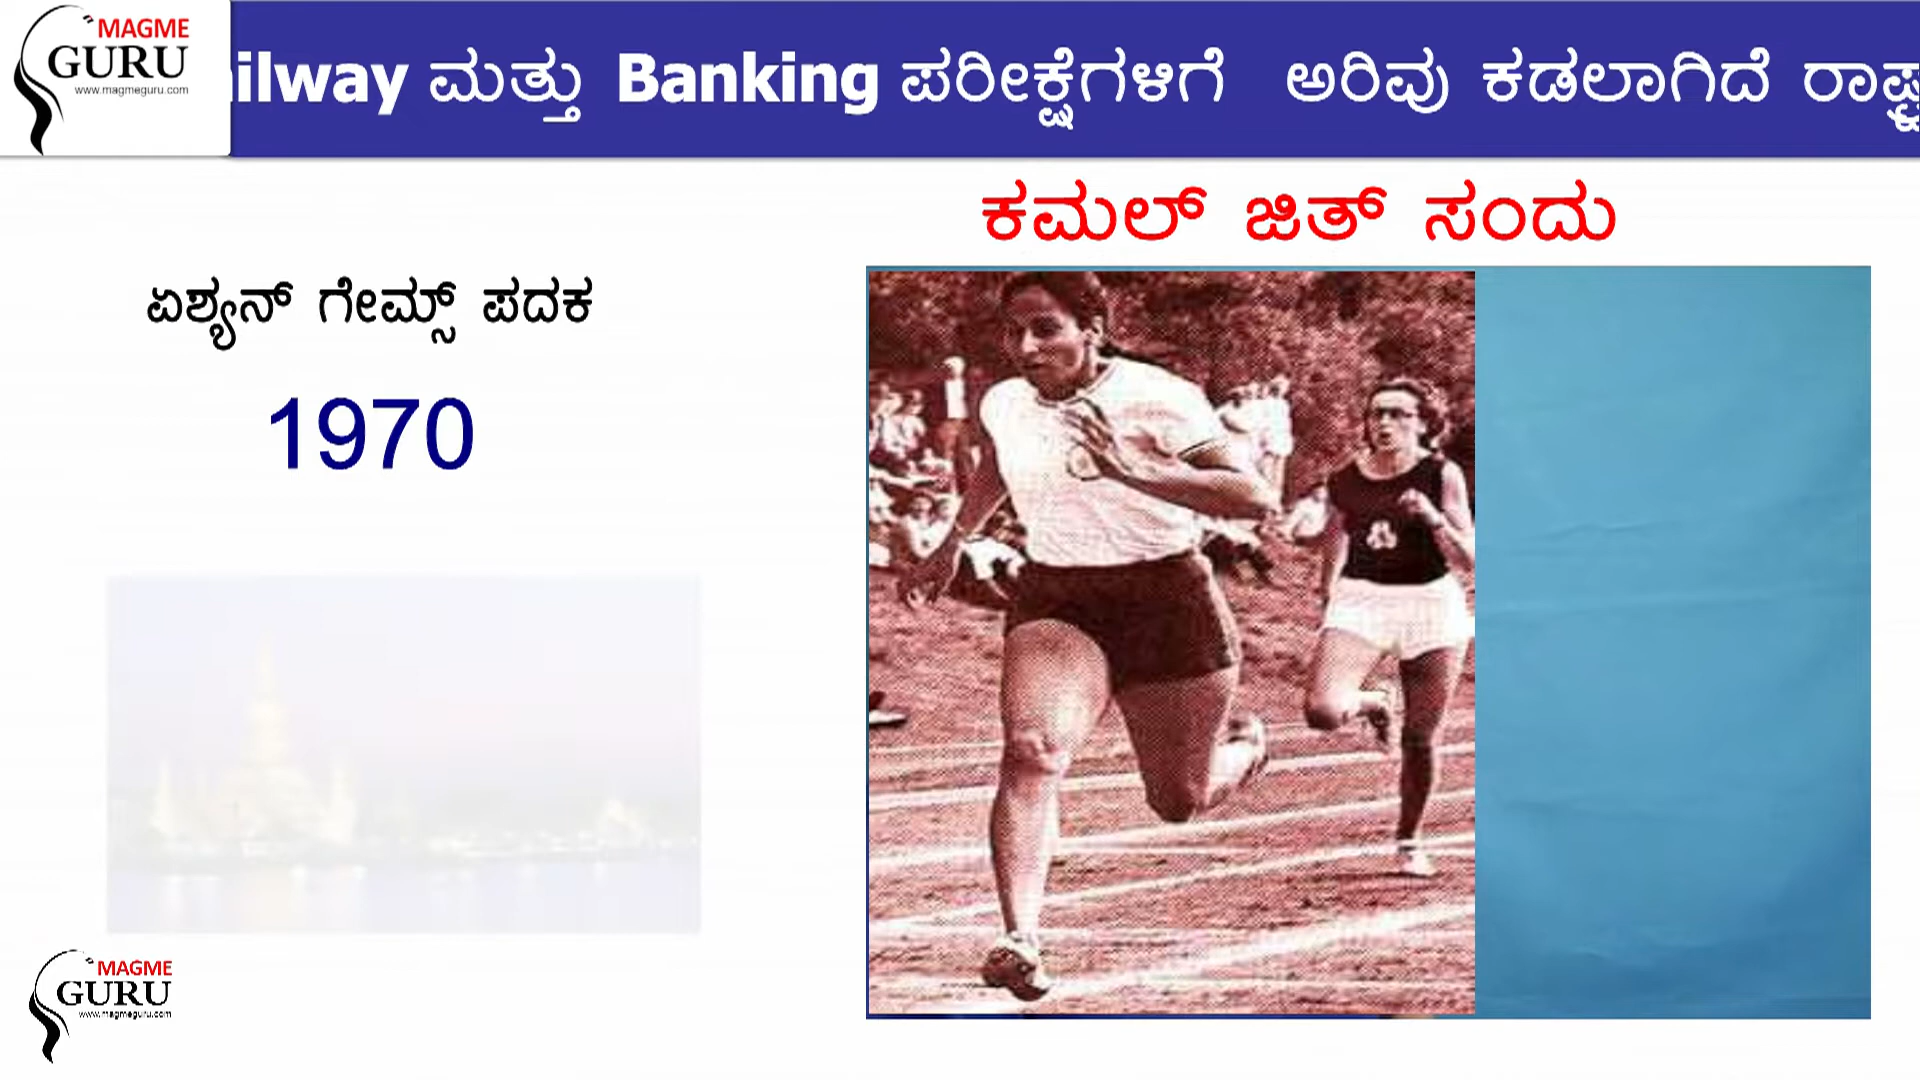 MAGME
GURU
www.magmeguru.com
ilway ಮತ್ತು Banking ಪರೀಕ್ಷೆಗಳಿಗೆ ಅರಿವು ಕಡಲಾಗಿದೆ
ಕಮಲ್ ಜಿತ್ ಸಂದು
ಏಶ್ಯನ್ ಗೇಮ್ಸ್ ಪದಕ
1970
MAGME
GURU
www.magmeguru.com